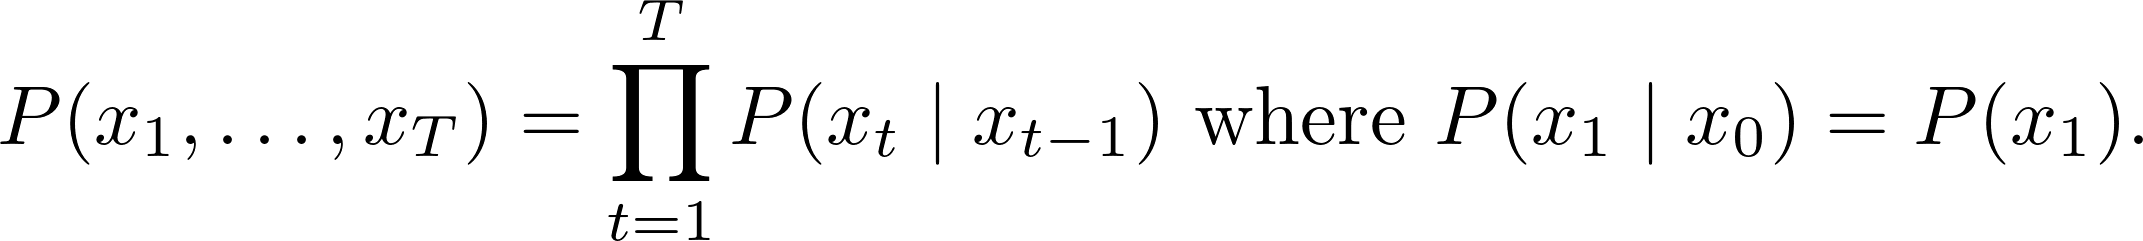 P(x_1, \ldots, x_T) = \prod_{t=1}^{T} P(x_t \mid x_{t-1}) \text{ where } P(x_1 \mid x_0) = P(x_1).